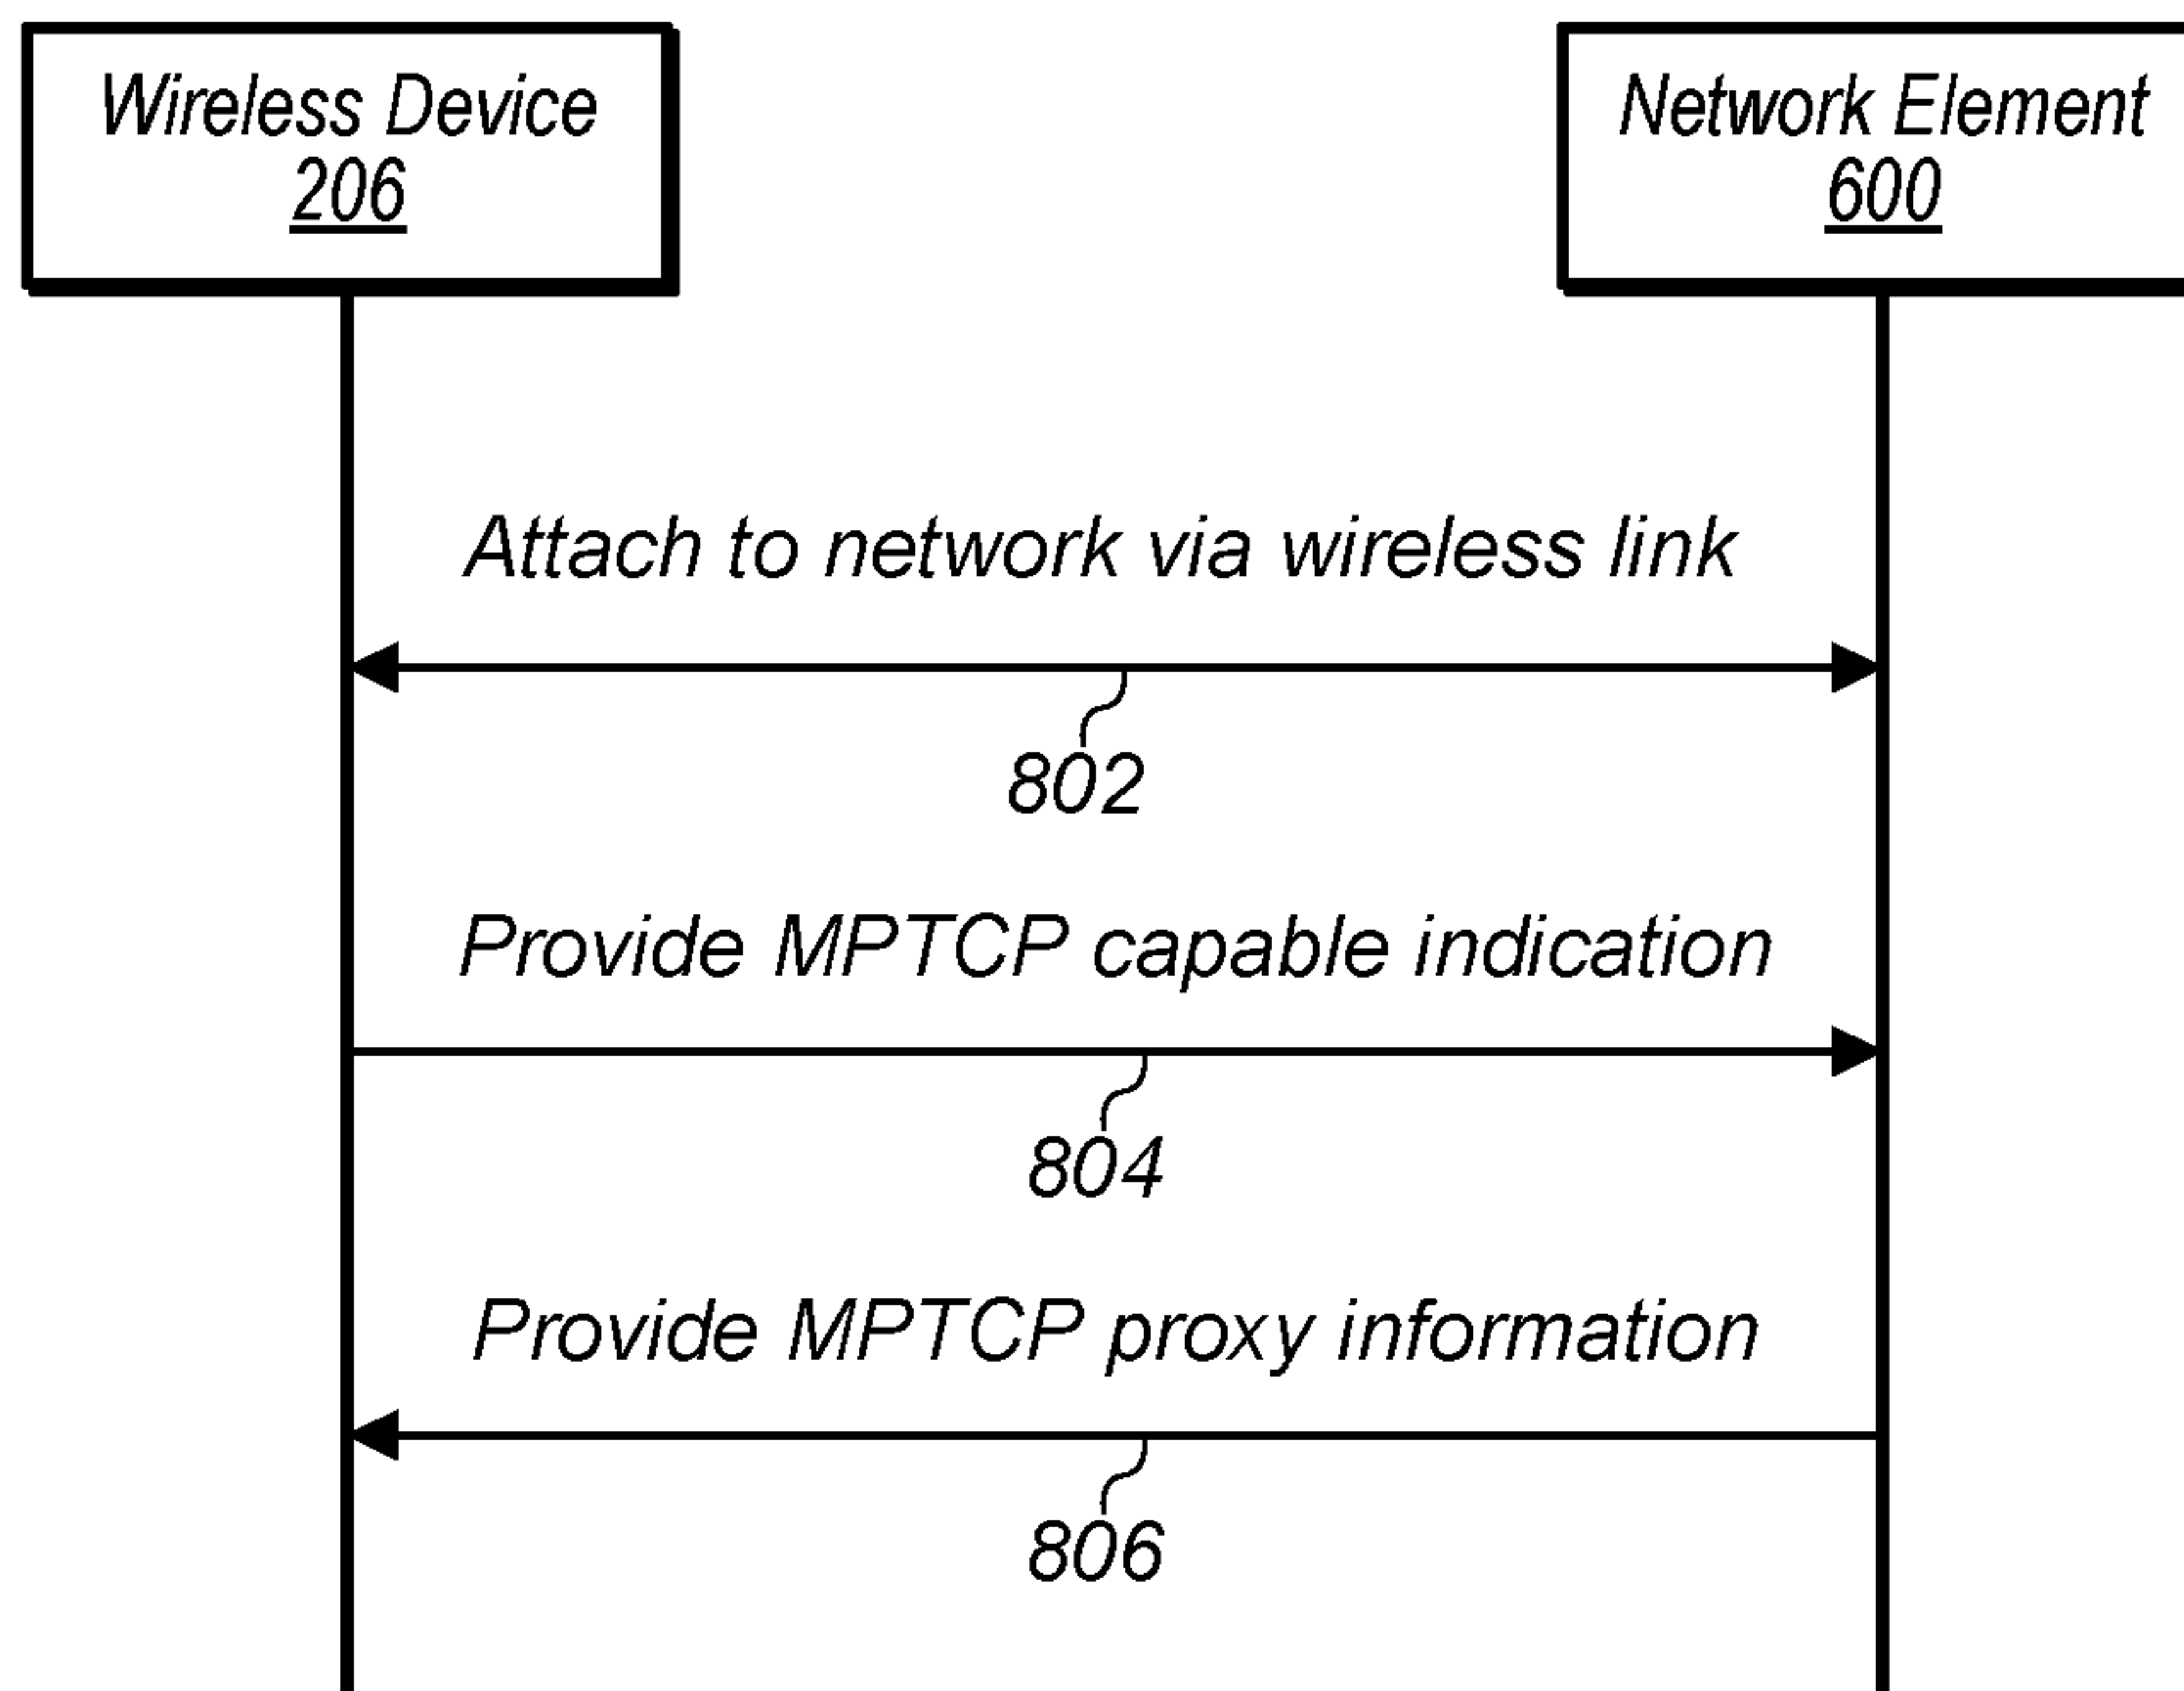 Wireless Device
206
Network Element
600
Attach to network via wireless link
802
Provide MPTCP capable indication
804
Provide MPTCP proxy information
806